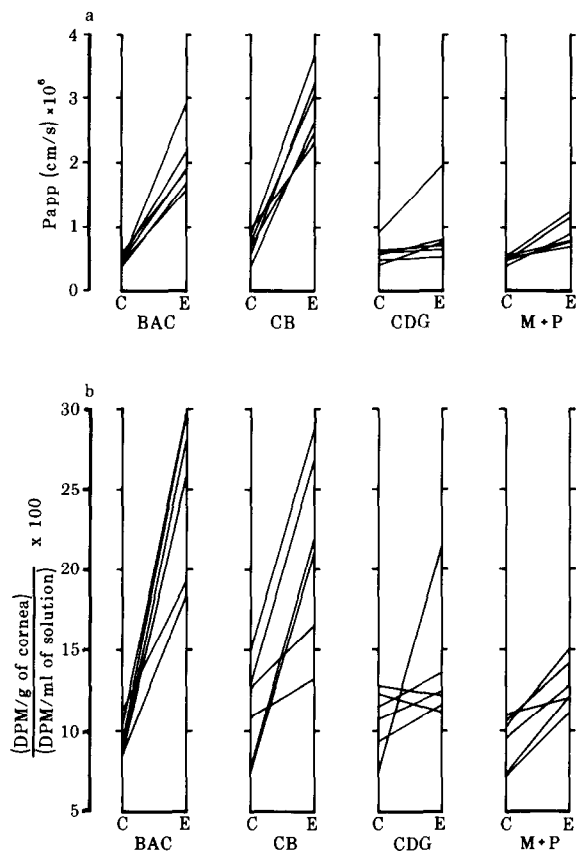 a
Papp (cm/s) ×10⁶
4
3
2
1
0
C E C E C E C E
BAC CB CDG M + P
b
(DPM/g of cornea)
(DPM/ml of solution) x 100
30
25
20
15
10
5
C E C E C E C E
BAC CB CDG M + P